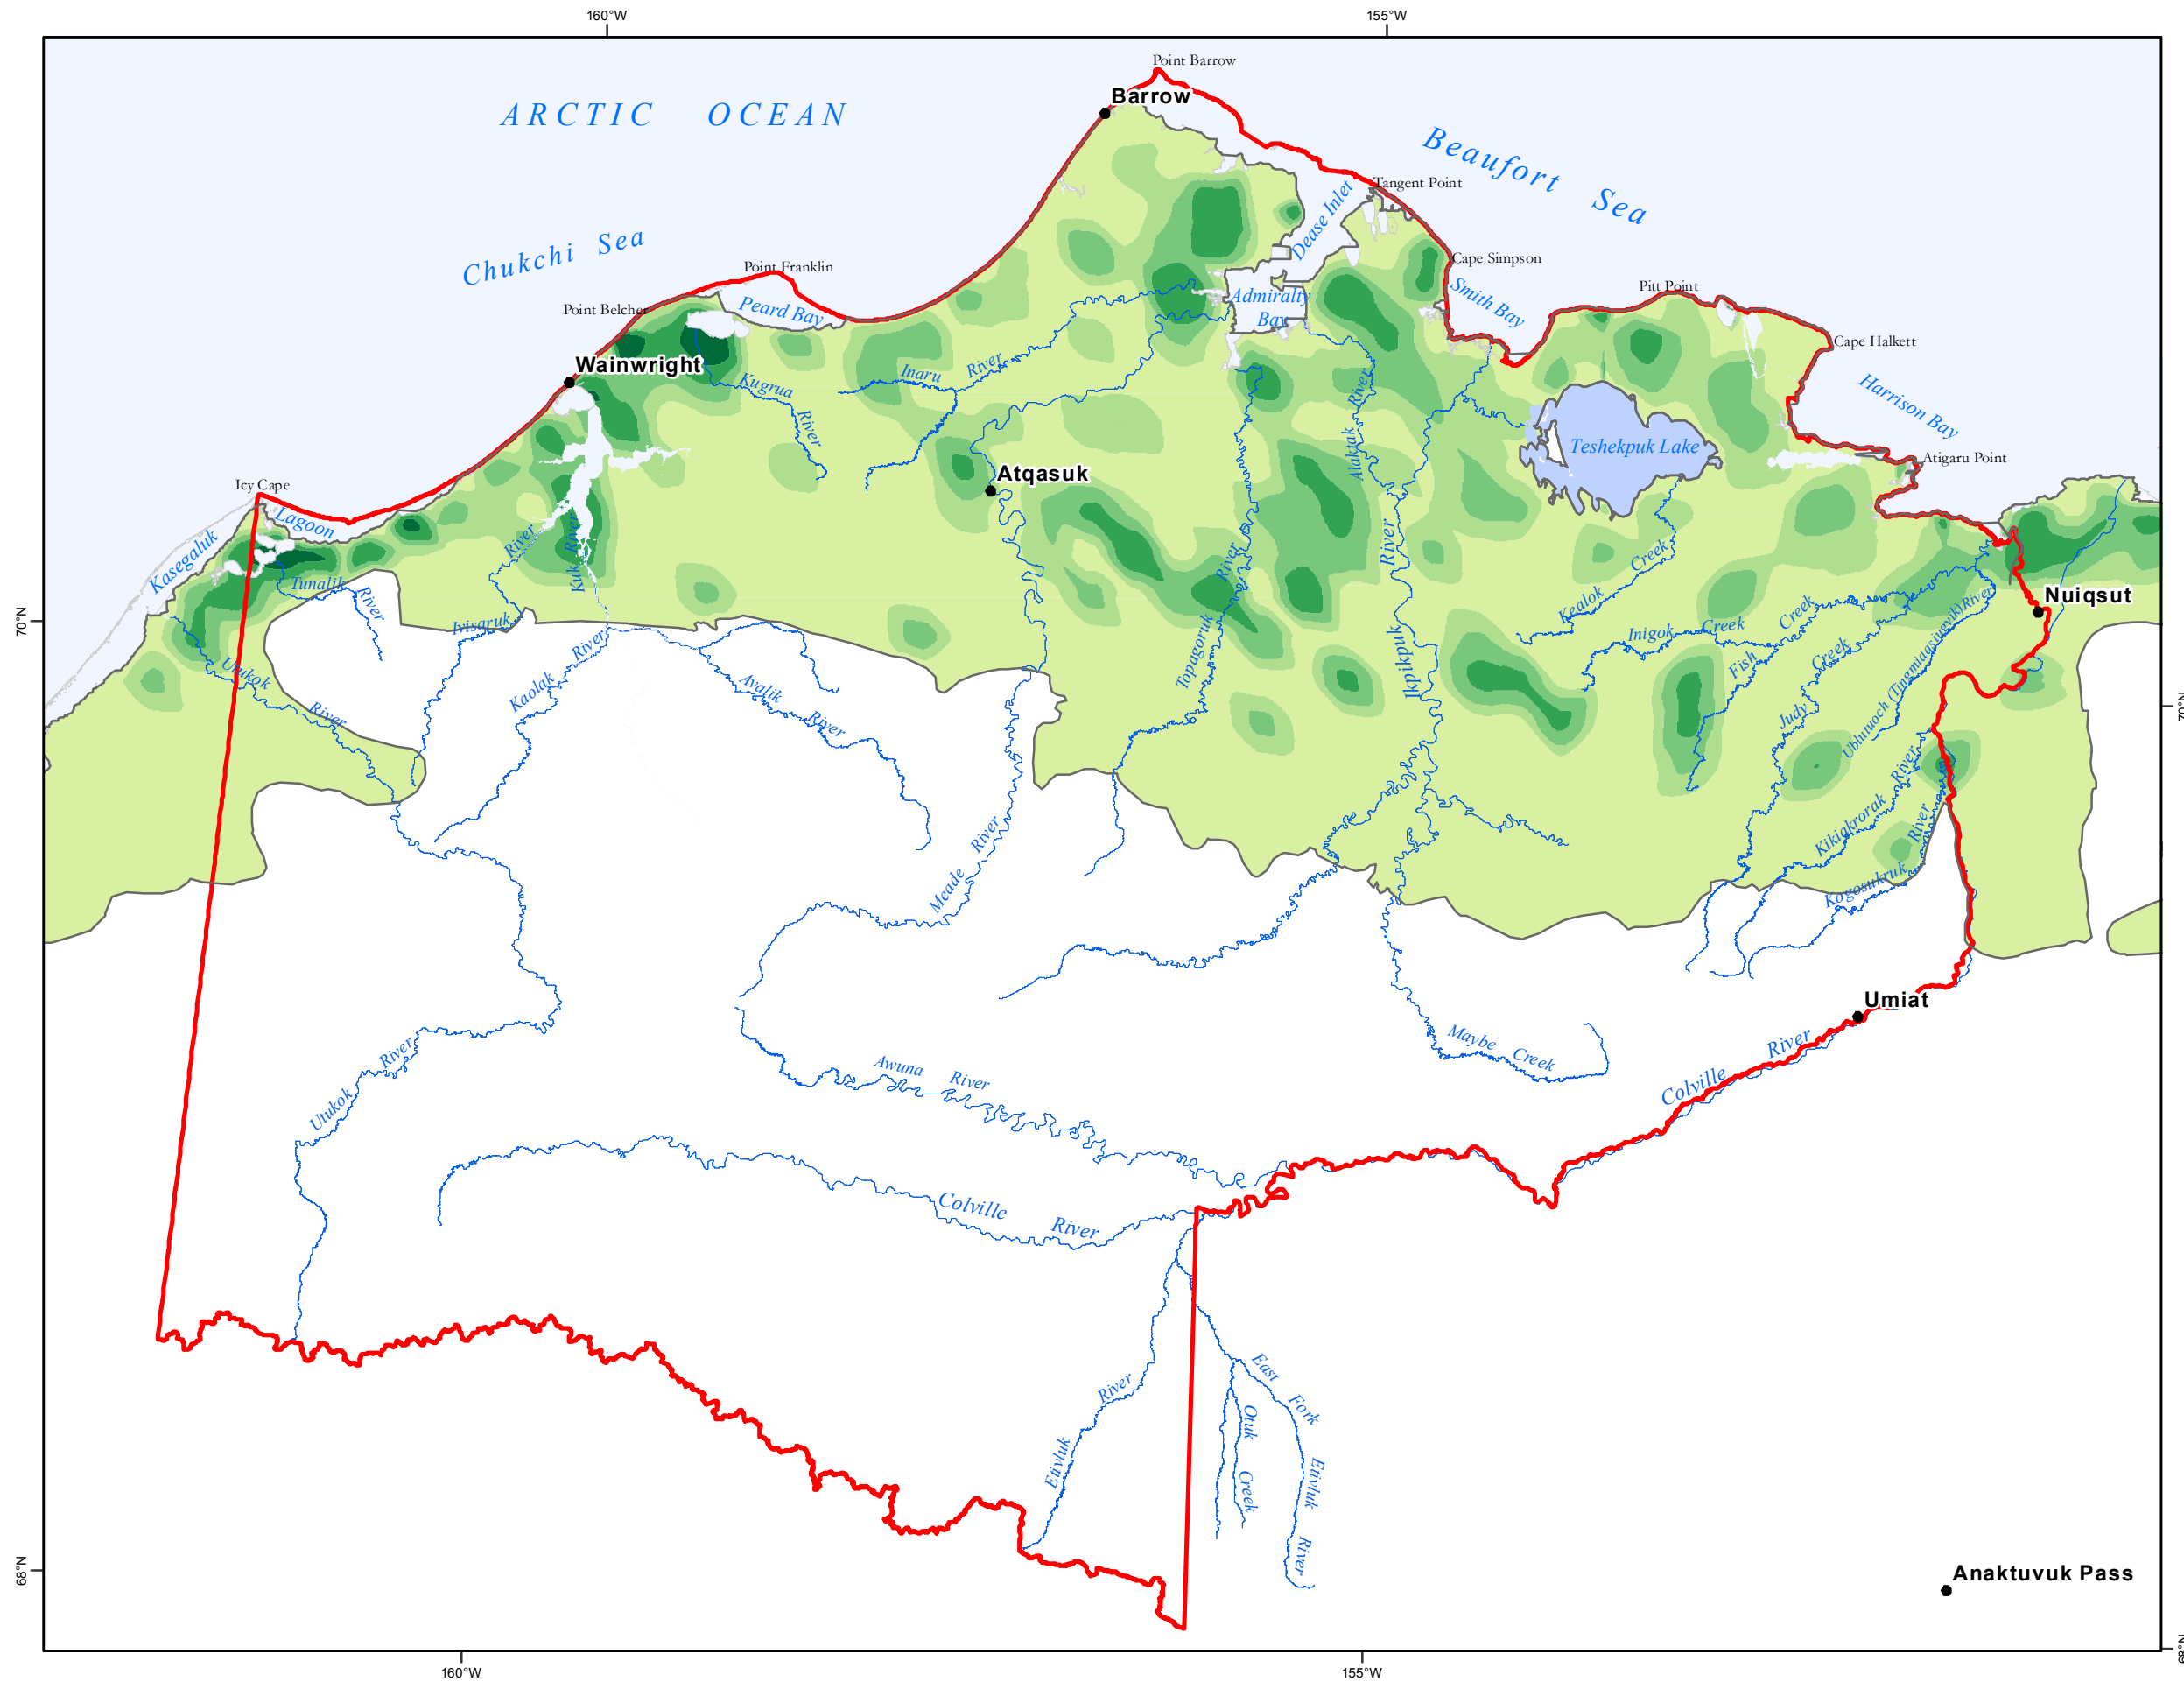 160°W
155°W
Point Barrow
Barrow
ARCTIC OCEAN
Beaufort Sea
Tangent Point
Dease Inlet
Chukchi Sea
Cape Simpson
Point Franklin
Smith Bay
Pitt Point
Admiralty
Bay
Point Belcher
Peard Bay
Cape Halkett
Wainwright
Inaru River
Kugrua River
Harrison Bay
Alaktak River
Teshekpuk Lake
Atigaru Point
Atqasuk
Icy Cape
Kasegaluk Lagoon
River
Kuk River
River
Creek
Tunalik River
Kealok
Nuiqsut
70°N
Ivisaruk
River
Inigok Creek
Creek
Fish
Creek
Judy
Ublutuoch (Tingmiaqsiugvik) River
Topagoruk
Ikpikpuk
Utukok
River
Kaolak
Avalik
River
70°N
River
Kikiakrorak
River
Kogosukruk
River
Meade
Umiat
Maybe Creek
River
Colville
River
Utukok
Awuna River
Colville River
East Fork
Etivluk
River
River
Etivluk
Otuk
Creek
68°N
Anaktuvuk Pass
160°W
155°W